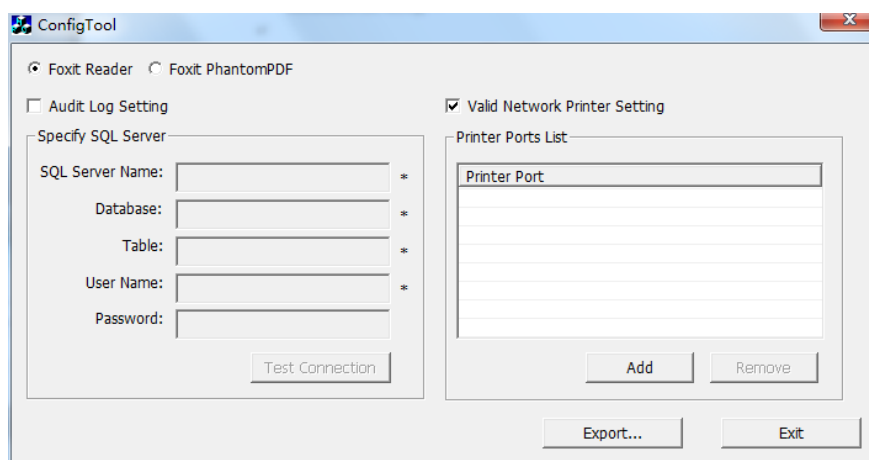 ConfigTool
Foxit Reader Foxit PhantomPDF
Audit Log Setting
Valid Network Printer Setting
Specify SQL Server
SQL Server Name: *
Database: *
Table: *
User Name: *
Password:
Test Connection
Printer Ports List
Printer Port
Add Remove
Export... Exit